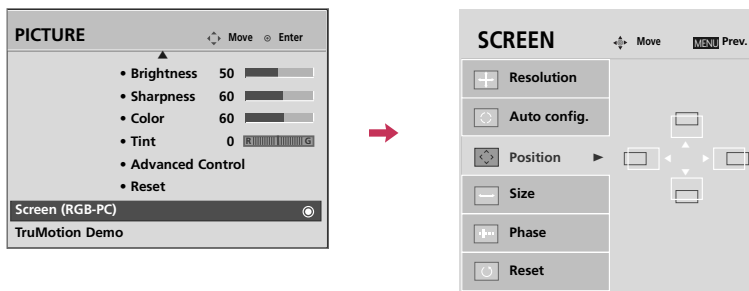 PICTURE
Move Enter
• Brightness 50
• Sharpness 60
• Color 60
• Tint 0 R G
• Advanced Control
• Reset
Screen (RGB-PC)
TruMotion Demo
SCREEN
Move MENU Prev.
Resolution
Auto config.
Position
Size
Phase
Reset